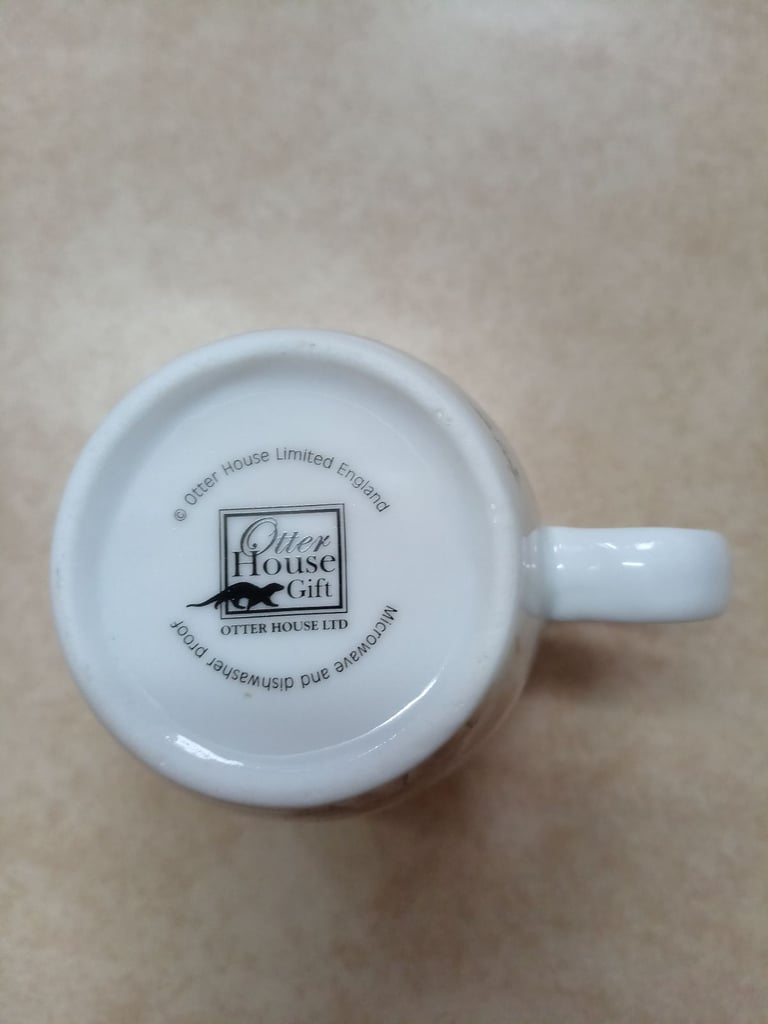 © Otter House Limited England
Otter
House
Gift
OTTER HOUSE LTD
Microwave and dishwasher proof